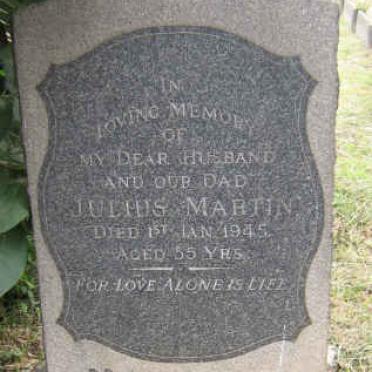 IN
LOVING MEMORY
OF
MY DEAR HUSBAND
AND OUR DAD
JULIUS MARTIN
DIED 1ST JAN. 1945.
AGED 55 YRS.
FOR LOVE ALONE IS LIFE